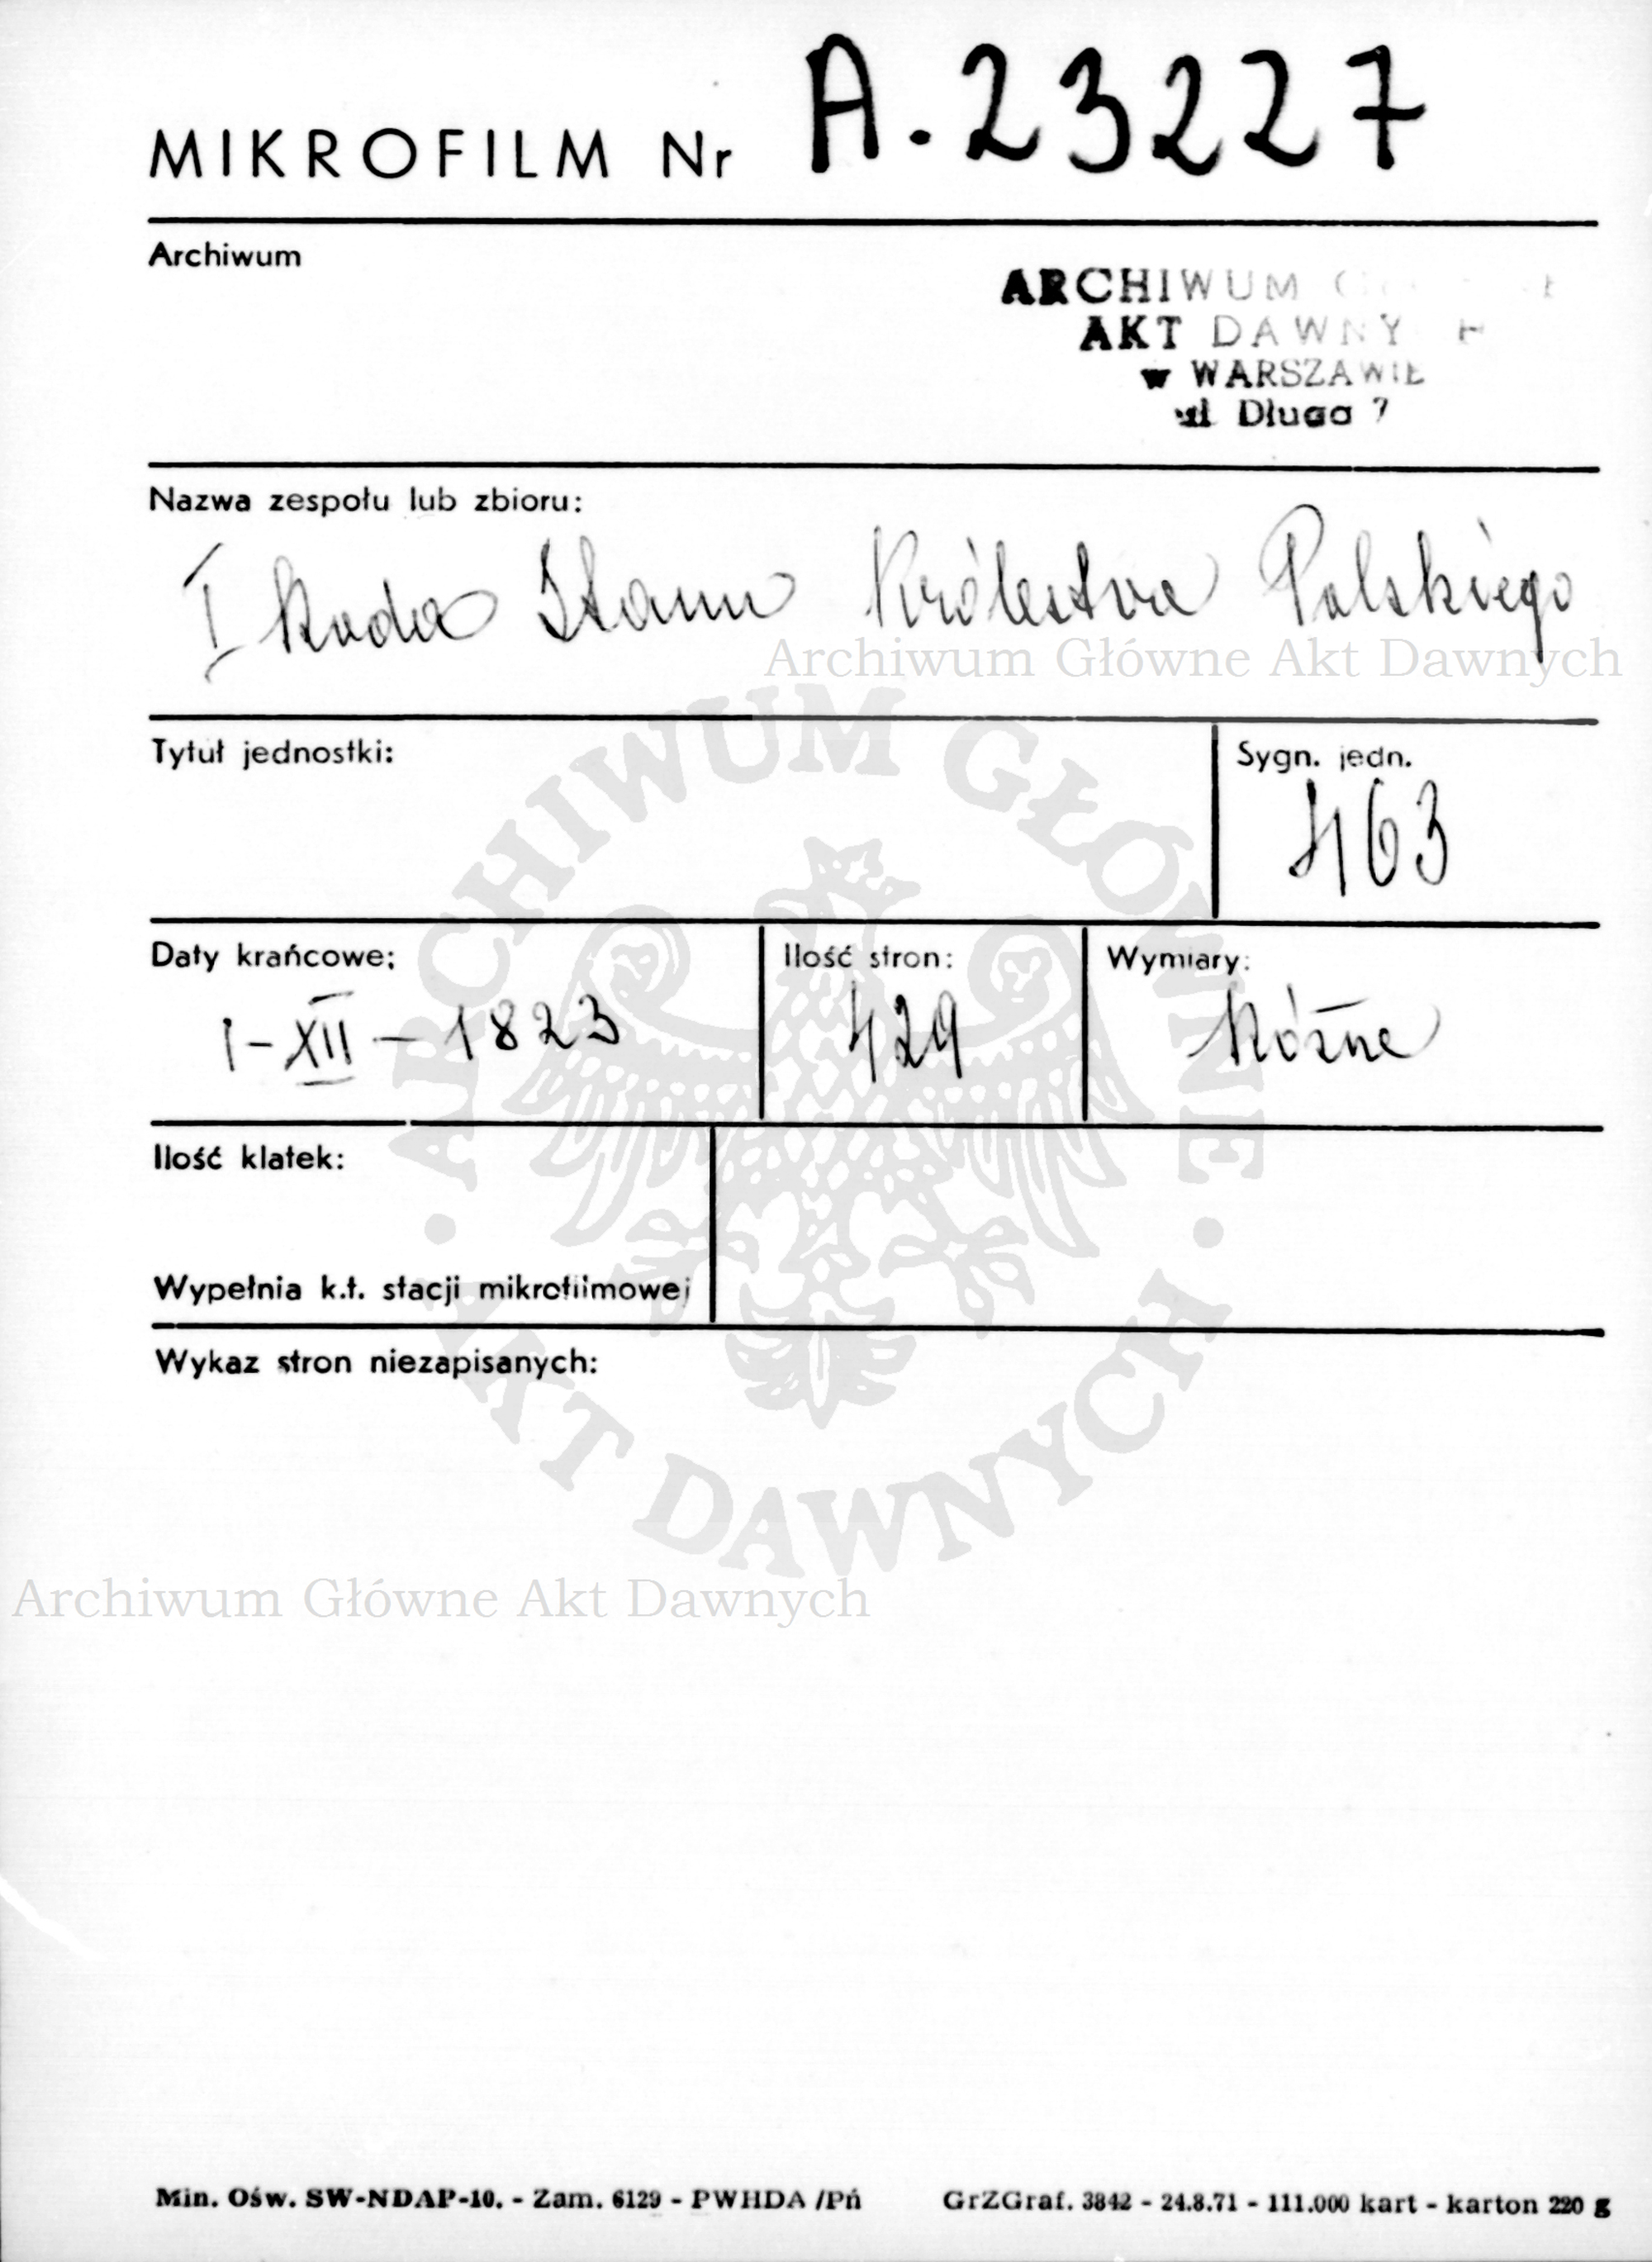 MIKROFILM Nr A.23227
Archiwum
ARCHIWUM
AKT DAWNYCH
w WARSZAWIE
ul Długa 7
Nazwa zespołu lub zbioru:
I Rada Stanu Królestwa Polskiego
Archiwum Główne Akt Dawnych
Tytuł jednostki:
Sygn. jedn.
463
Daty krańcowe:
I-XII-1823
Ilość stron:
429
Wymiary:
Różne
Ilość klatek:
Wypełnia k.t. stacji mikrofilmowej
Wykaz stron niezapisanych:
ARCHIWUM GŁÓWNE
· AKT DAWNYCH ·
Archiwum Główne Akt Dawnych
Min. Ośw. SW-NDAP-10. - Zam. 6129 - PWHDA /Pń
GrZGraf. 3842 - 24.8.71 - 111.000 kart - karton 220 g